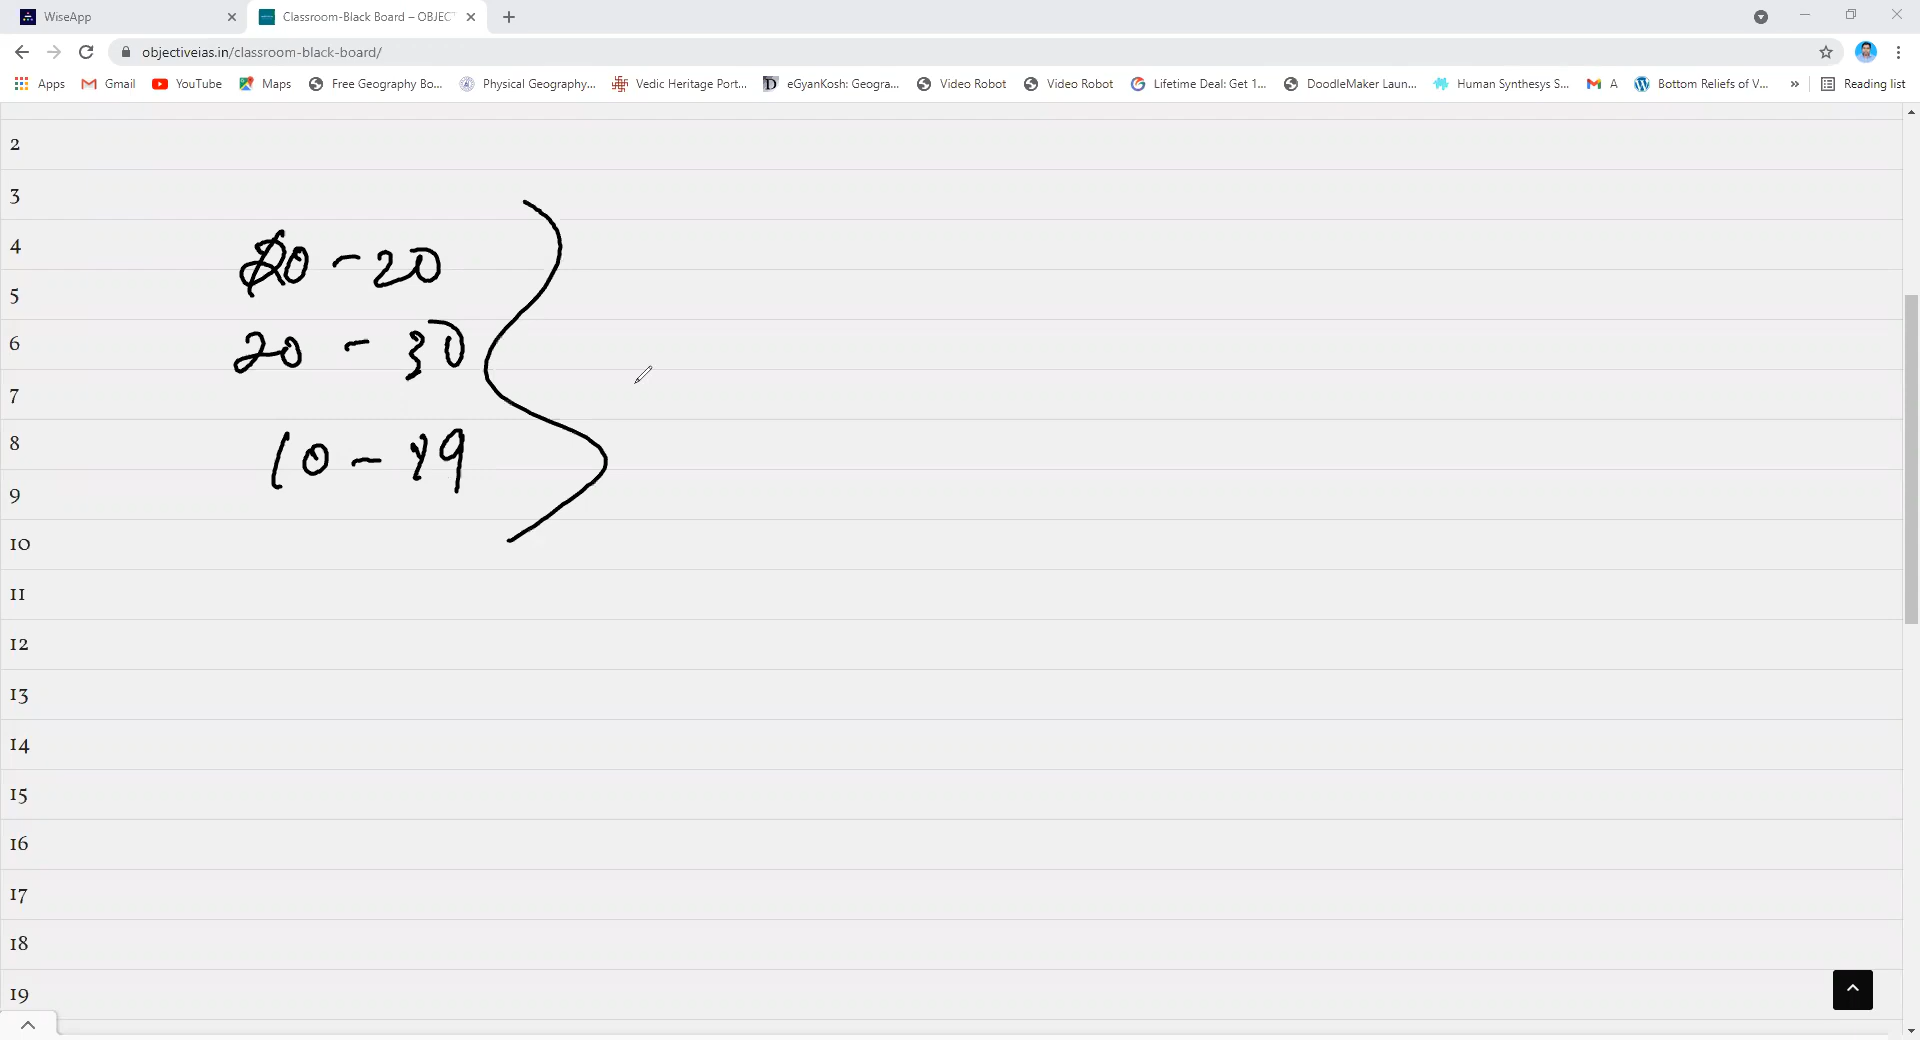 WiseApp
Classroom-Black Board – OBJECT
objectiveias.in/classroom-black-board/
Apps Gmail YouTube Maps Free Geography Bo... Physical Geography,... Vedic Heritage Port... eGyanKosh: Geogra... Video Robot Video Robot Lifetime Deal: Get 1... DoodleMaker Laun... Human Synthesys S... A Bottom Reliefs of V... » Reading list
2
3
4
20 - 20
5
6
20 - 30
7
8
10 - 49
9
10
11
12
13
14
15
16
17
18
19